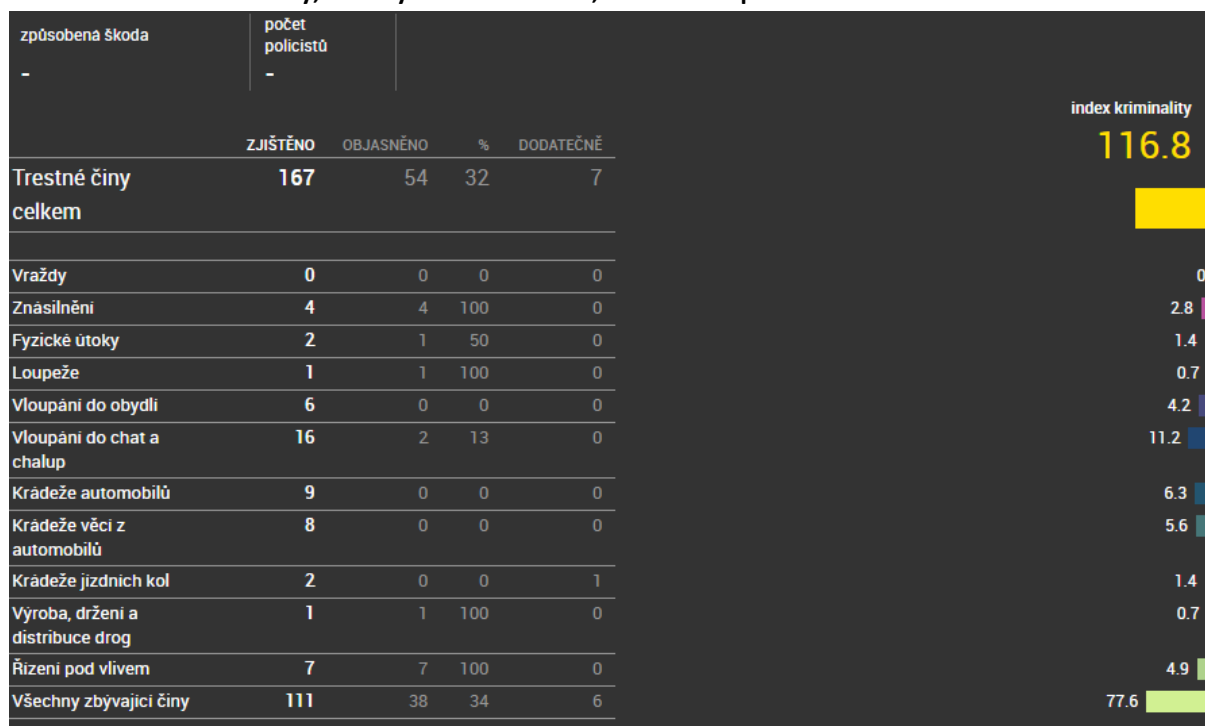 způsobená škoda
počet
policistů
-
-
index kriminality
116.8
ZJIŠTĚNO OBJASNĚNO % DODATEČNĚ
Trestné činy
celkem
167 54 32 7
Vraždy 0 0 0 0 0
Znásilnění 4 4 100 0 2.8
Fyzické útoky 2 1 50 0 1.4
Loupeže 1 1 100 0 0.7
Vloupání do obydlí 6 0 0 0 4.2
Vloupání do chat a
chalup
16 2 13 0 11.2
Krádeže automobilů 9 0 0 0 6.3
Krádeže věcí z
automobilů
8 0 0 0 5.6
Krádeže jízdních kol 2 0 0 1 1.4
Výroba, držení a
distribuce drog
1 1 100 0 0.7
Řízení pod vlivem 7 7 100 0 4.9
Všechny zbývající činy 111 38 34 6 77.6